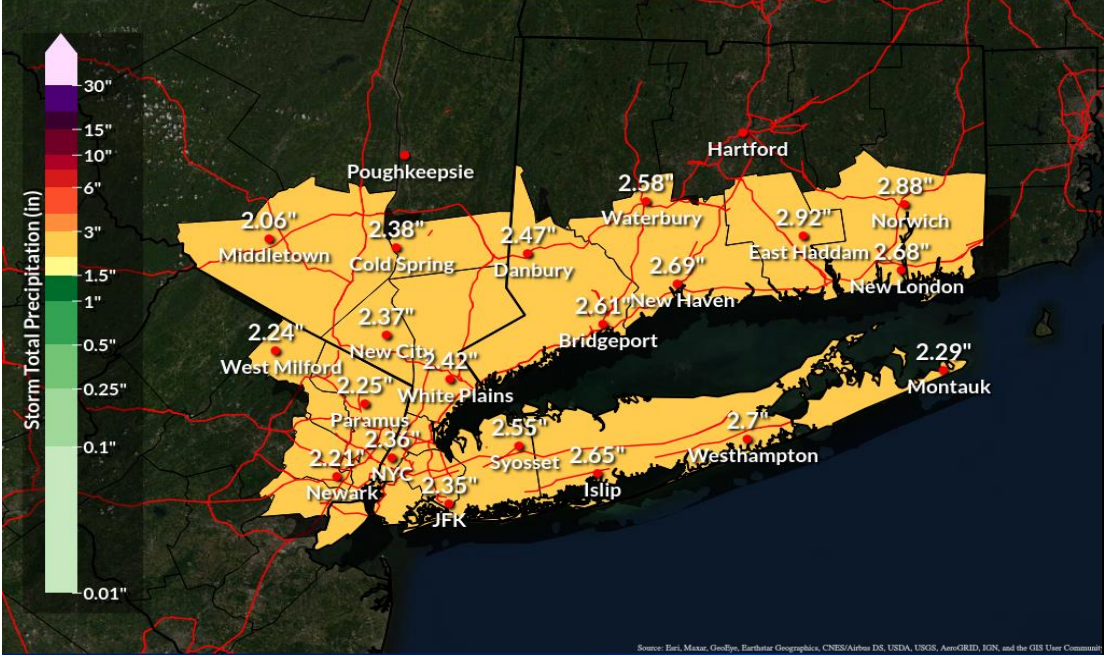 Storm Total Precipitation (in)
30"
15"
10"
6"
3"
1.5"
1"
0.5"
0.25"
0.1"
0.01"
Hartford
Poughkeepsie
2.58"
Waterbury
2.88"
Norwich
2.06"
Middletown
2.38"
Cold Spring
2.47"
Danbury
2.92"
East Haddam
2.68"
New London
2.69"
New Haven
2.61"
Bridgeport
2.37"
New City
2.24"
West Milford
2.42"
White Plains
2.29"
Montauk
2.25"
Paramus
2.36"
NYC
2.55"
Syosset
2.7"
Westhampton
2.21"
Newark
2.65"
Islip
2.35"
JFK
Source: Esri, Maxar, GeoEye, Earthstar Geographics, CNES/Airbus DS, USDA, USGS, AeroGRID, IGN, and the GIS User Communit